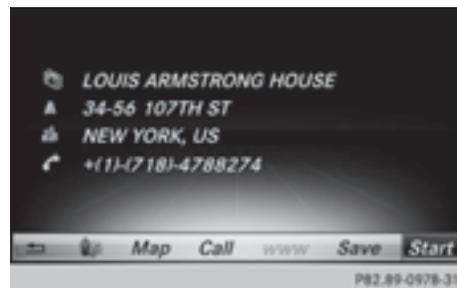 LOUIS ARMSTRONG HOUSE
34-56 107TH ST
NEW YORK, US
+(1)-(718)-4788274
Map Call www Save Start
P82.89-0978-31